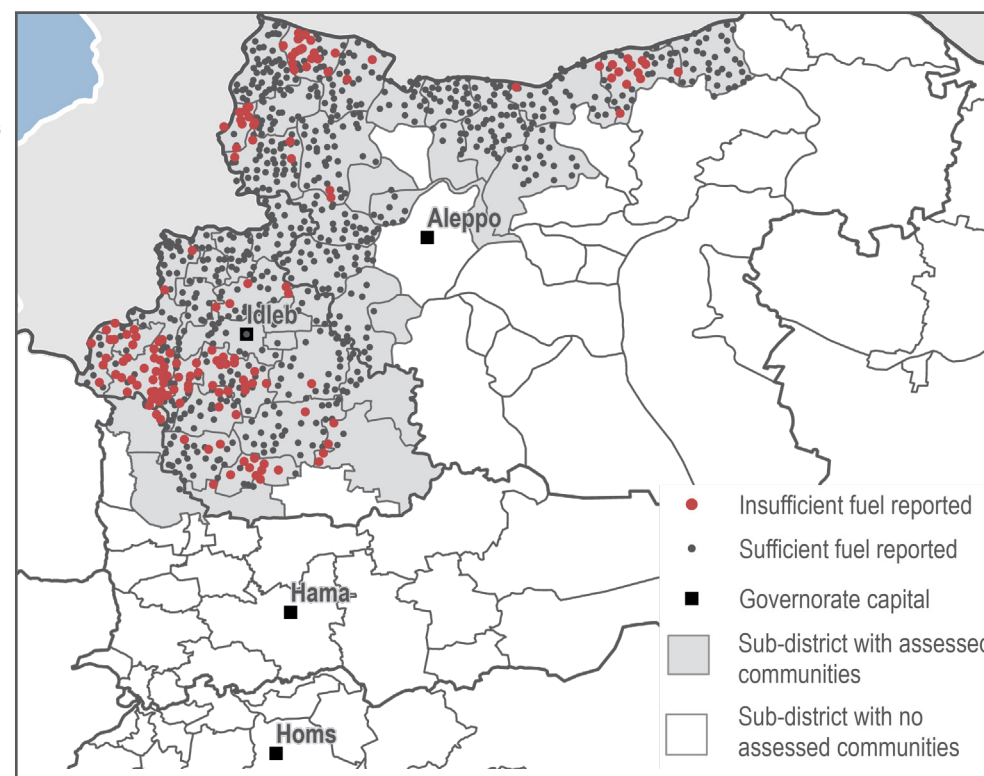 Aleppo
Idleb
Insufficient fuel reported
Sufficient fuel reported
Hama
Governorate capital
Sub-district with assessed
communities
Sub-district with no
assessed communities
Homs